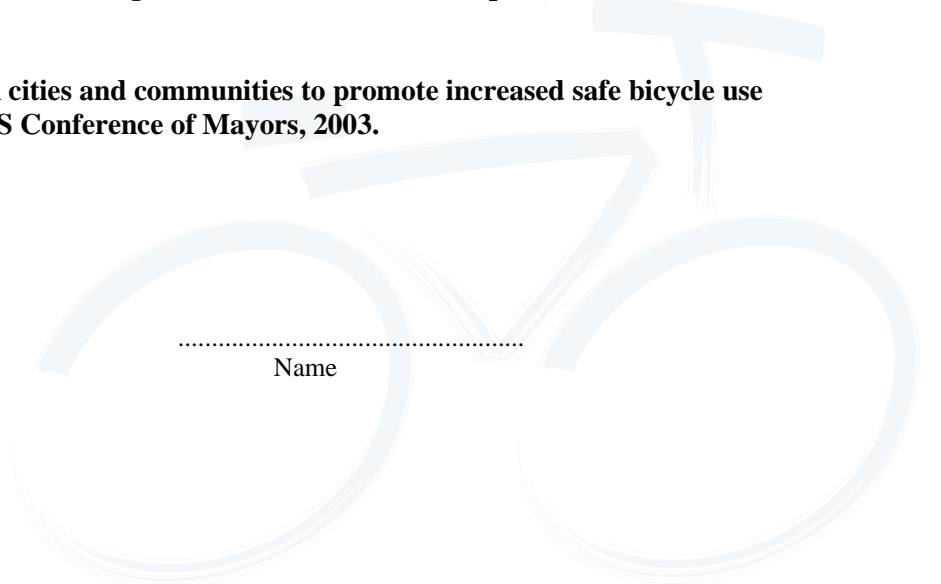 cities and communities to promote increased safe bicycle use
S Conference of Mayors, 2003.
....................................................
Name